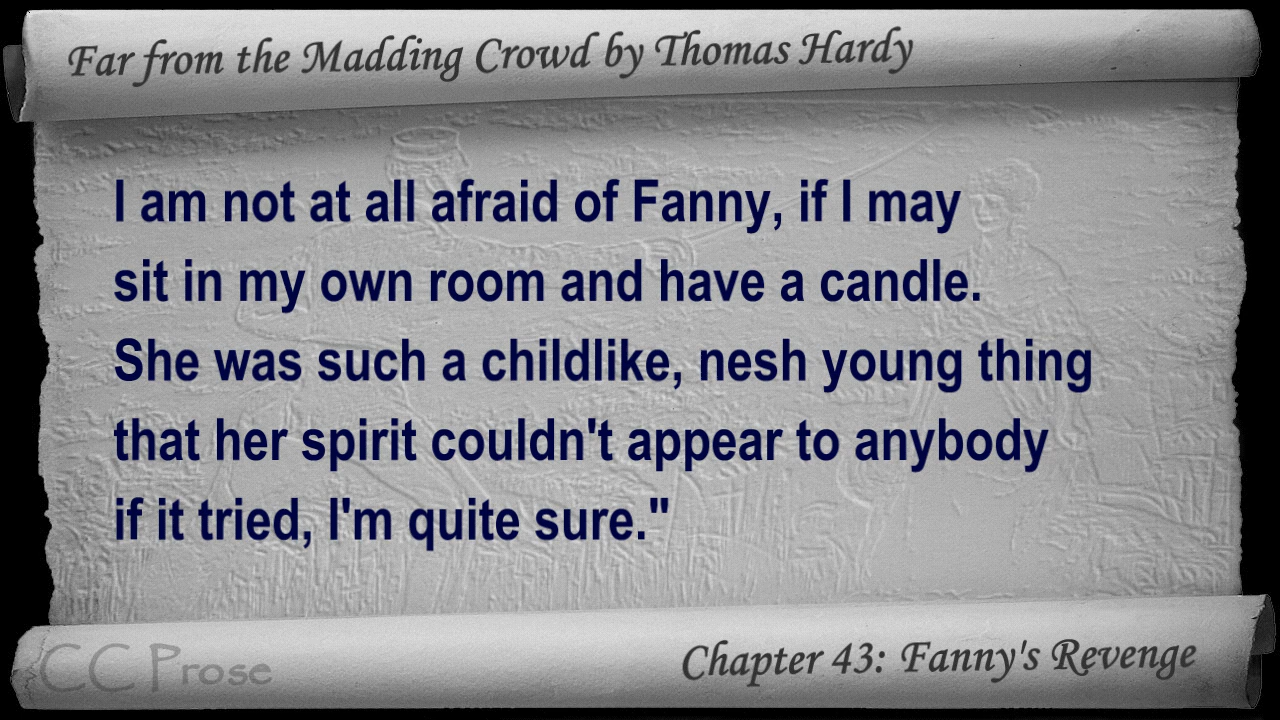 Far from the Madding Crowd by Thomas Hardy
I am not at all afraid of Fanny, if I may
sit in my own room and have a candle.
She was such a childlike, nesh young thing
that her spirit couldn't appear to anybody
if it tried, I'm quite sure."
CC Prose
Chapter 43: Fanny's Revenge